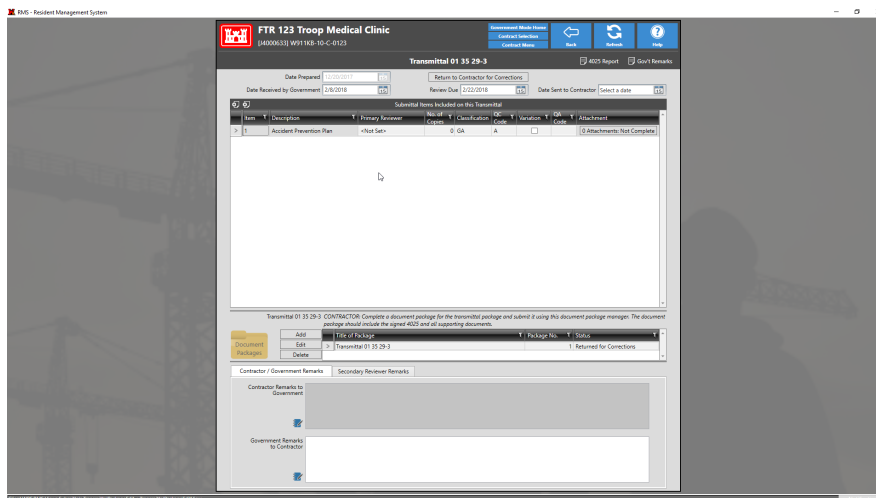 RMS - Resident Management System
FTR 123 Troop Medical Clinic
[J4000633] W911KB-10-C-0123
Government Mode Home
Contract Selection
Contract Menu
Back
Refresh
Help
Transmittal 01 35 29-3
4025 Report
Gov't Remarks
Date Prepared 12/20/2017
Return to Contractor for Corrections
Date Received by Government 2/8/2018
Review Due 2/22/2018
Date Sent to Contractor Select a date
Submittal Items Included on this Transmittal
Item Description Primary Reviewer No. of Copies Classification QC Code Variation QA Code Attachment
> 1 Accident Prevention Plan <Not Set> 0 GA A 0 Attachments: Not Complete
Transmittal 01 35 29-3 CONTRACTOR: Complete a document package for the transmittal package and submit it using this document package manager. The document
package should include the signed 4025 and all supporting documents.
Document Packages
Add
Edit
Delete
Title of Package Package No. Status
> Transmittal 01 35 29-3 1 Returned for Corrections
Contractor / Government Remarks
Secondary Reviewer Remarks
Contractor Remarks to
Government
Government Remarks
to Contractor